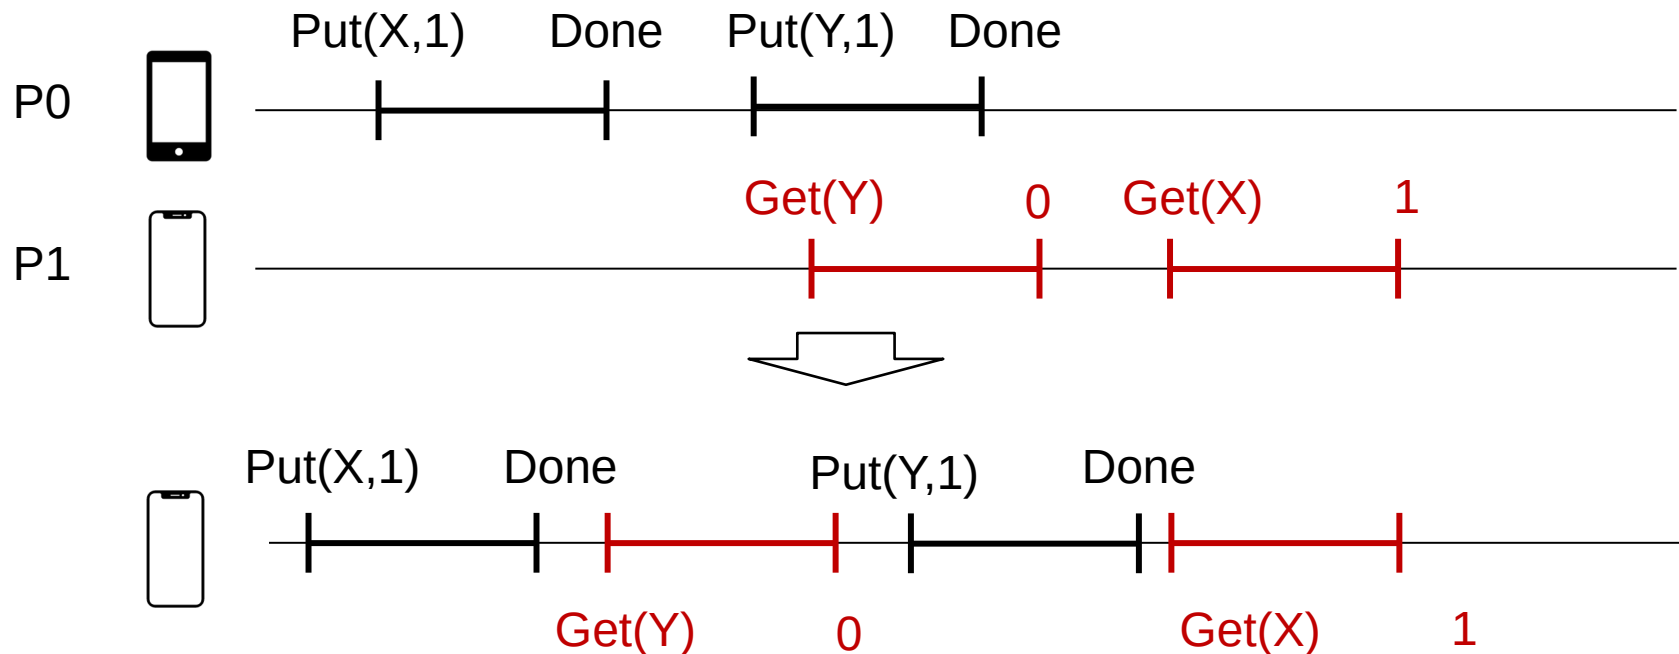 Put(X,1) Done Put(Y,1) Done
P0
Get(Y) 0 Get(X) 1
P1
Put(X,1) Done Put(Y,1) Done
Get(Y) 0 Get(X) 1